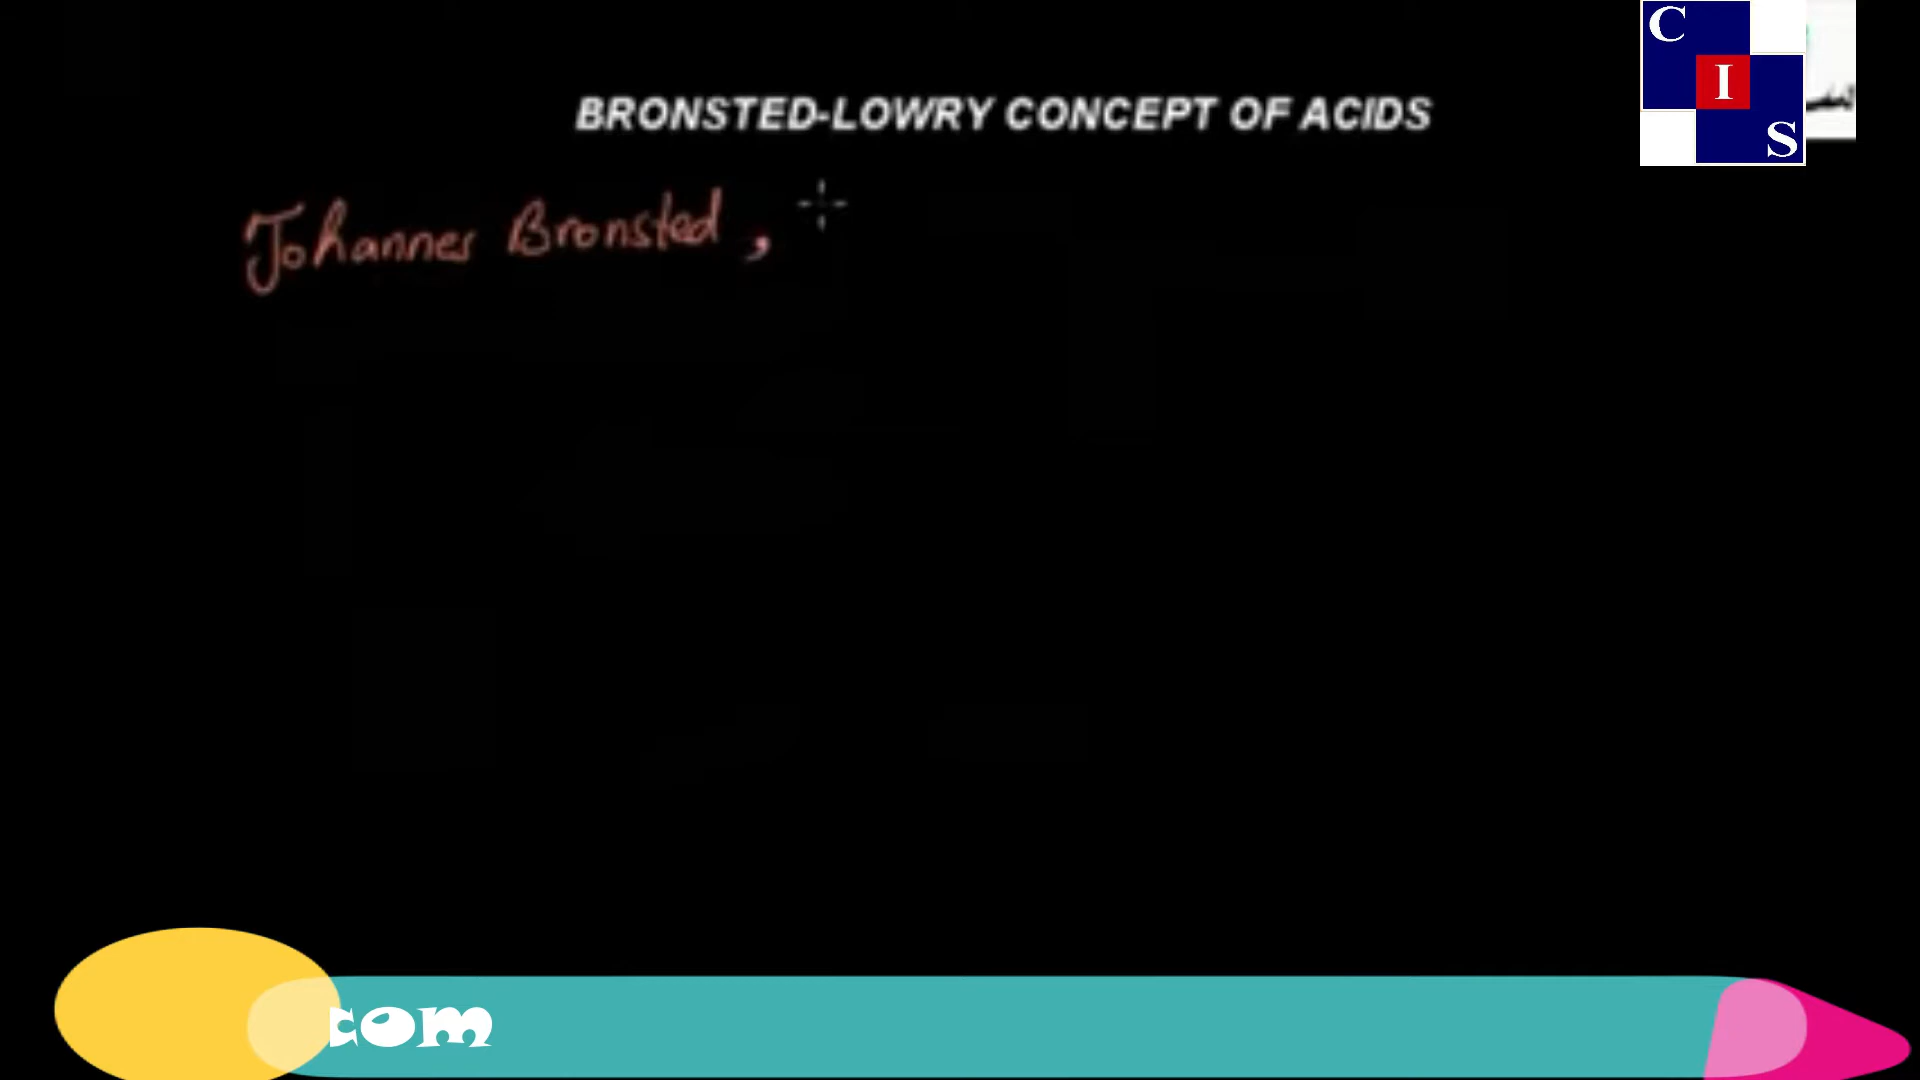 BRONSTED-LOWRY CONCEPT OF ACIDS
C
I
S
Johannes Bronsted ,
com